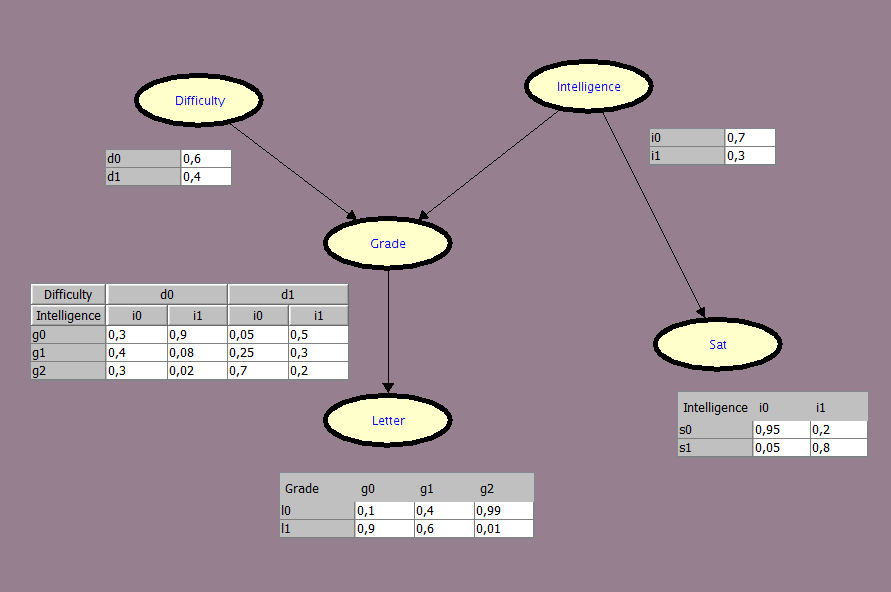 Difficulty
Intelligence
d0 0,6
d1 0,4
i0 0,7
i1 0,3
Grade
Difficulty d0 d1
Intelligence i0 i1 i0 i1
g0 0,3 0,9 0,05 0,5
g1 0,4 0,08 0,25 0,3
g2 0,3 0,02 0,7 0,2
Sat
Letter
Intelligence i0 i1
s0 0,95 0,2
s1 0,05 0,8
Grade g0 g1 g2
l0 0,1 0,4 0,99
l1 0,9 0,6 0,01